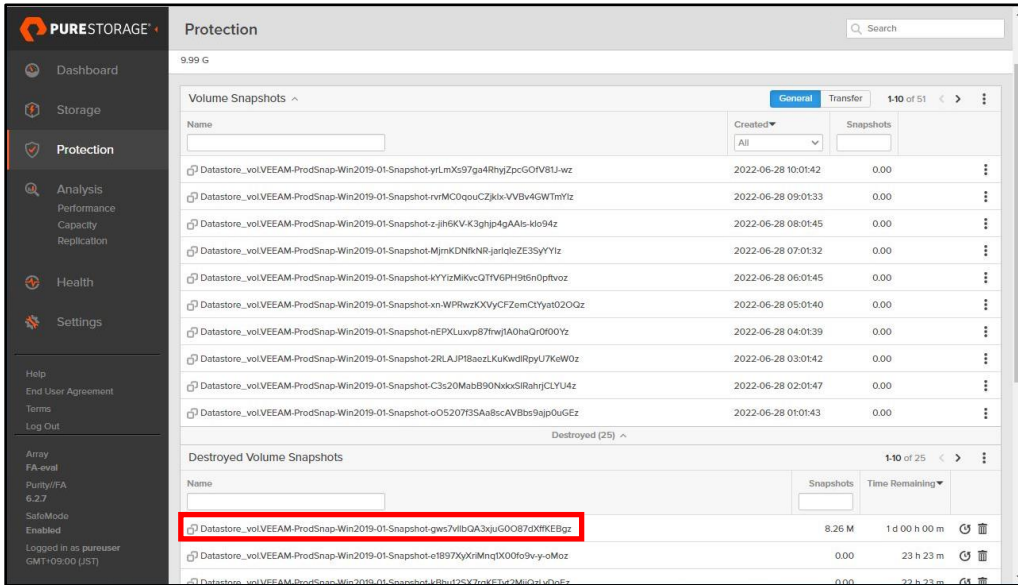 PURESTORAGE®
Protection
Search
Dashboard
Storage
Protection
Analysis
Performance
Capacity
Replication
Health
Settings
Help
End User Agreement
Terms
Log Out
Array
FA-eval
Purity//FA
6.2.7
SafeMode
Enabled
Logged in as pureuser
GMT+09:00 (JST)
9.99 G
Volume Snapshots
General Transfer 1-10 of 51
Name Created Snapshots
All
Datastore_vol.VEEAM-ProdSnap-Win2019-01-Snapshot-yrLmXs97ga4RhyjZpcGOfV81J-wz 2022-06-28 10:01:42 0.00
Datastore_vol.VEEAM-ProdSnap-Win2019-01-Snapshot-rvrMC0qouCZjklx-VVBv4GWTmYlz 2022-06-28 09:01:33 0.00
Datastore_vol.VEEAM-ProdSnap-Win2019-01-Snapshot-z-jih6KV-K3ghjp4gAAls-klo94z 2022-06-28 08:01:45 0.00
Datastore_vol.VEEAM-ProdSnap-Win2019-01-Snapshot-MjrnKDNfkNR-jarlqleZE3SyYYlz 2022-06-28 07:01:32 0.00
Datastore_vol.VEEAM-ProdSnap-Win2019-01-Snapshot-kYYizMiKvcQTfV6PH9t6n0pftvoz 2022-06-28 06:01:45 0.00
Datastore_vol.VEEAM-ProdSnap-Win2019-01-Snapshot-xn-WPRwzKXVyCFZemCtYyat02OQz 2022-06-28 05:01:40 0.00
Datastore_vol.VEEAM-ProdSnap-Win2019-01-Snapshot-nEPXLuxvp87frwj1A0haQr0f00Yz 2022-06-28 04:01:39 0.00
Datastore_vol.VEEAM-ProdSnap-Win2019-01-Snapshot-2RLAJP18aezLKuKwdlRpyU7KeW0z 2022-06-28 03:01:42 0.00
Datastore_vol.VEEAM-ProdSnap-Win2019-01-Snapshot-C3s20MabB90NxkxSlRahrjCLYU4z 2022-06-28 02:01:47 0.00
Datastore_vol.VEEAM-ProdSnap-Win2019-01-Snapshot-oO5207f3SAa8scAVBbs9ajp0uGEz 2022-06-28 01:01:43 0.00
Destroyed (25)
Destroyed Volume Snapshots 1-10 of 25
Name Snapshots Time Remaining
Datastore_vol.VEEAM-ProdSnap-Win2019-01-Snapshot-gws7vllbQA3xjuG0O87dXffKEBgz 8.26 M 1 d 00 h 00 m
Datastore_vol.VEEAM-ProdSnap-Win2019-01-Snapshot-e1897XyXriMnq1X00fo9v-y-oMoz 0.00 23 h 23 m
0.00 22 h 23 m